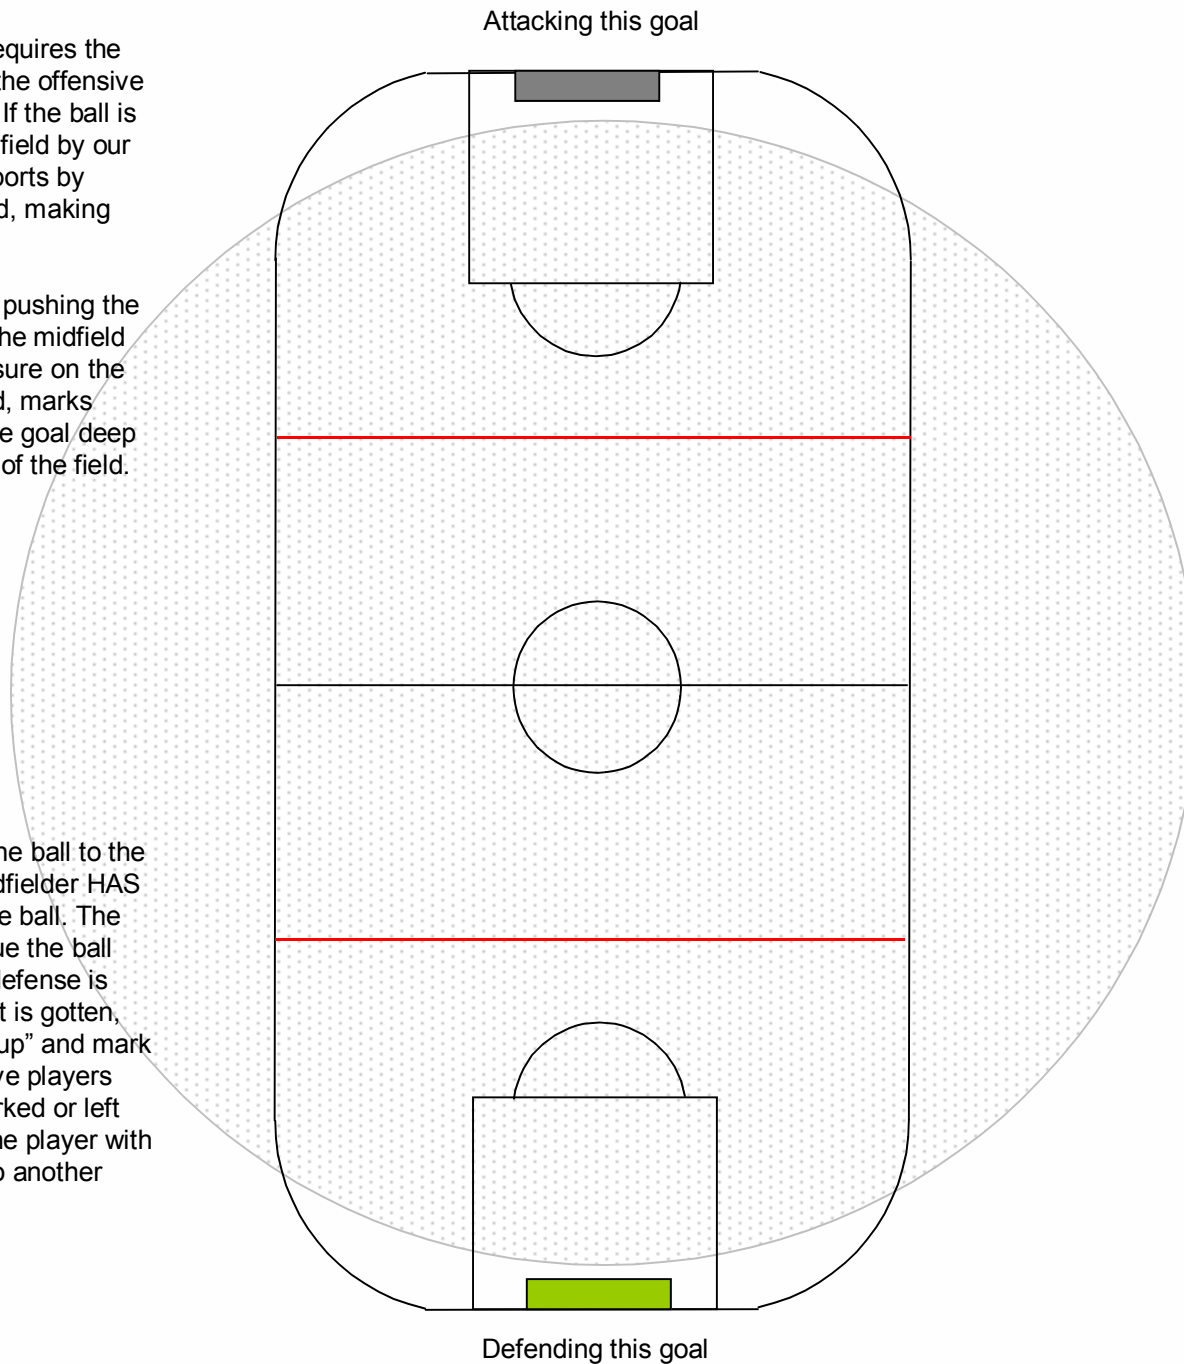 Attacking this goal
equires the
the offensive
If the ball is
field by our
ports by
d, making
pushing the
he midfield
sure on the
d, marks
e goal deep
of the field.
he ball to the
dfielder HAS
e ball. The
ue the ball
defense is
t is gotten,
up” and mark
ve players
rked or left
he player with
o another
Defending this goal